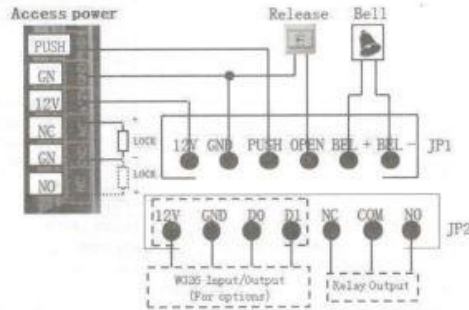 Access power
Release
Bell
PUSH
GN
12V
NC
GN
NO
+
LOCK
-
LOCK
+
12V GND PUSH OPEN BEL + BEL - JP1
12V GND D0 D1 NC COM NO JP2
WG26-Input/Output
(For options)
Relay Output